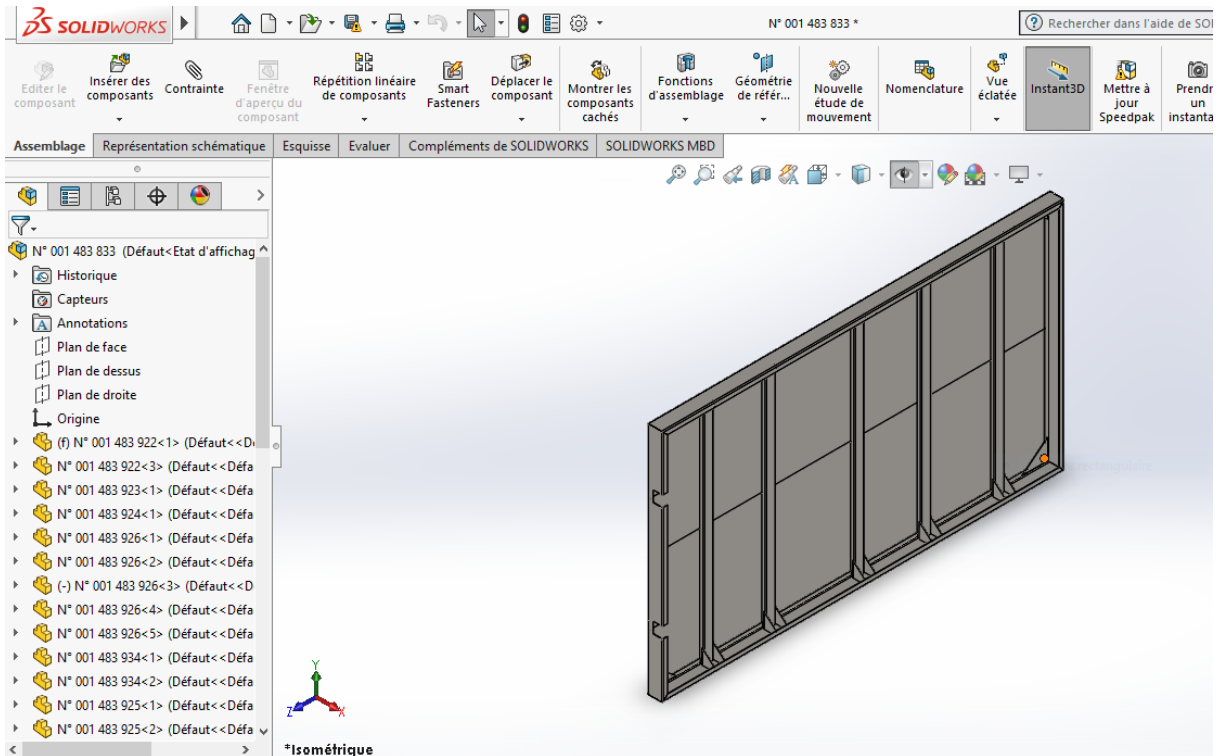 SOLIDWORKS
N° 001 483 833 *
Rechercher dans l'aide de SOI
Editer le composant
Insérer des composants
Contrainte
Fenêtre d'aperçu du composant
Répétition linéaire de composants
Smart Fasteners
Déplacer le composant
Montrer les composants cachés
Fonctions d'assemblage
Géométrie de référ...
Nouvelle étude de mouvement
Nomenclature
Vue éclatée
Instant3D
Mettre à jour Speedpak
Prendr un instanta
Assemblage
Représentation schématique
Esquisse
Evaluer
Compléments de SOLIDWORKS
SOLIDWORKS MBD
N° 001 483 833 (Défaut<Etat d'affichag
Historique
Capteurs
Annotations
Plan de face
Plan de dessus
Plan de droite
Origine
(f) N° 001 483 922<1> (Défaut<<D
N° 001 483 922<3> (Défaut<<Défa
N° 001 483 923<1> (Défaut<<Défa
N° 001 483 924<1> (Défaut<<Défa
N° 001 483 926<1> (Défaut<<Défa
N° 001 483 926<2> (Défaut<<Défa
(-) N° 001 483 926<3> (Défaut<<D
N° 001 483 926<4> (Défaut<<Défa
N° 001 483 926<5> (Défaut<<Défa
N° 001 483 934<1> (Défaut<<Défa
N° 001 483 934<2> (Défaut<<Défa
N° 001 483 925<1> (Défaut<<Défa
N° 001 483 925<2> (Défaut<<Défa
rectangulaire
Y
Z
X
*Isométrique